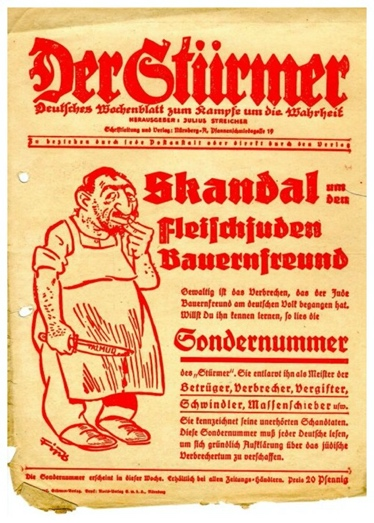 Der Stürmer
Deutsches Wochenblatt zum Kampfe um die Wahrheit
HERAUSGEBER : JULIUS STREICHER
Schriftleitung und Verlag: Nürnberg-A, Pfannenschmiedsgasse 19
Zu beziehen durch jede Postanstalt oder direkt durch den Verlag
Skandal um den
Fleischjuden
Bauernfreund
Gewaltig ist das Verbrechen, das der Jude
Bauernfreund am deutschen Volk begangen hat.
Willst Du ihn kennen lernen, so lies die
Sondernummer
des „Stürmer“. Sie entlarvt ihn als Meister der
Betrüger, Verbrecher, Vergifter,
Schwindler, Massenschieber usw.
Sie kennzeichnet seine unerhörten Schandtaten.
Diese Sondernummer muß jeder Deutsche lesen,
um sich gründlich Aufklärung über das jüdische
Verbrechertum zu verschaffen.
TALMUD
Fips
Die Sondernummer erscheint in dieser Woche. Erhältlich bei allen Zeitungs-Händlern. Preis 20 Pfennig
Stürmer-Verlag. Nürnberg